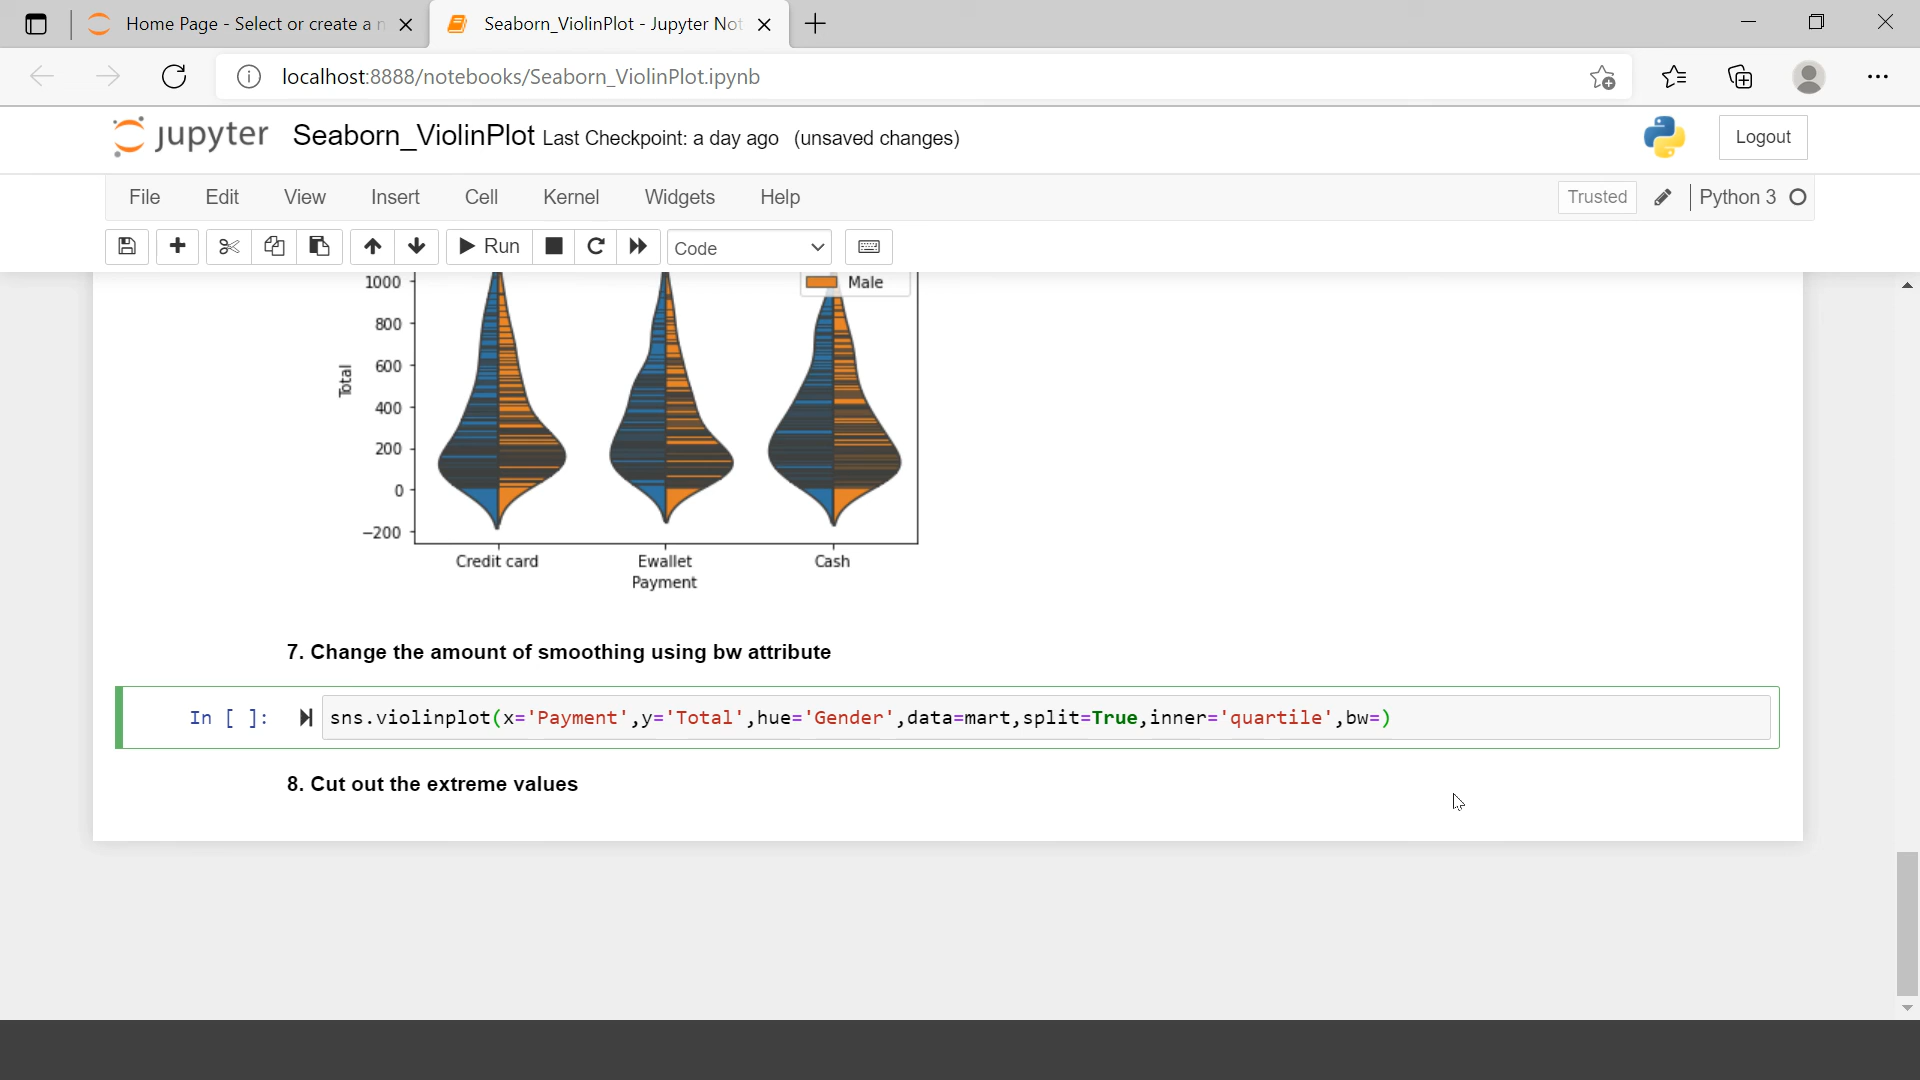 Home Page - Select or create a n
Seaborn_ViolinPlot - Jupyter Not
localhost:8888/notebooks/Seaborn_ViolinPlot.ipynb
jupyter Seaborn_ViolinPlot Last Checkpoint: a day ago (unsaved changes)
Logout
File Edit View Insert Cell Kernel Widgets Help
Trusted Python 3
Run Code
1000
Male
800
600
Total
400
200
0
−200
Credit card Ewallet Cash
Payment
7. Change the amount of smoothing using bw attribute
In [ ]: sns.violinplot(x='Payment',y='Total',hue='Gender',data=mart,split=True,inner='quartile',bw=)
8. Cut out the extreme values